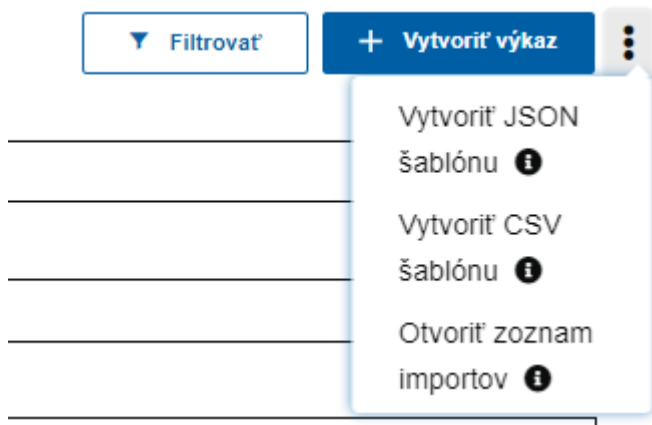 Filtrovať
Vytvoriť výkaz
Vytvoriť JSON
šablónu
Vytvoriť CSV
šablónu
Otvoriť zoznam
importov